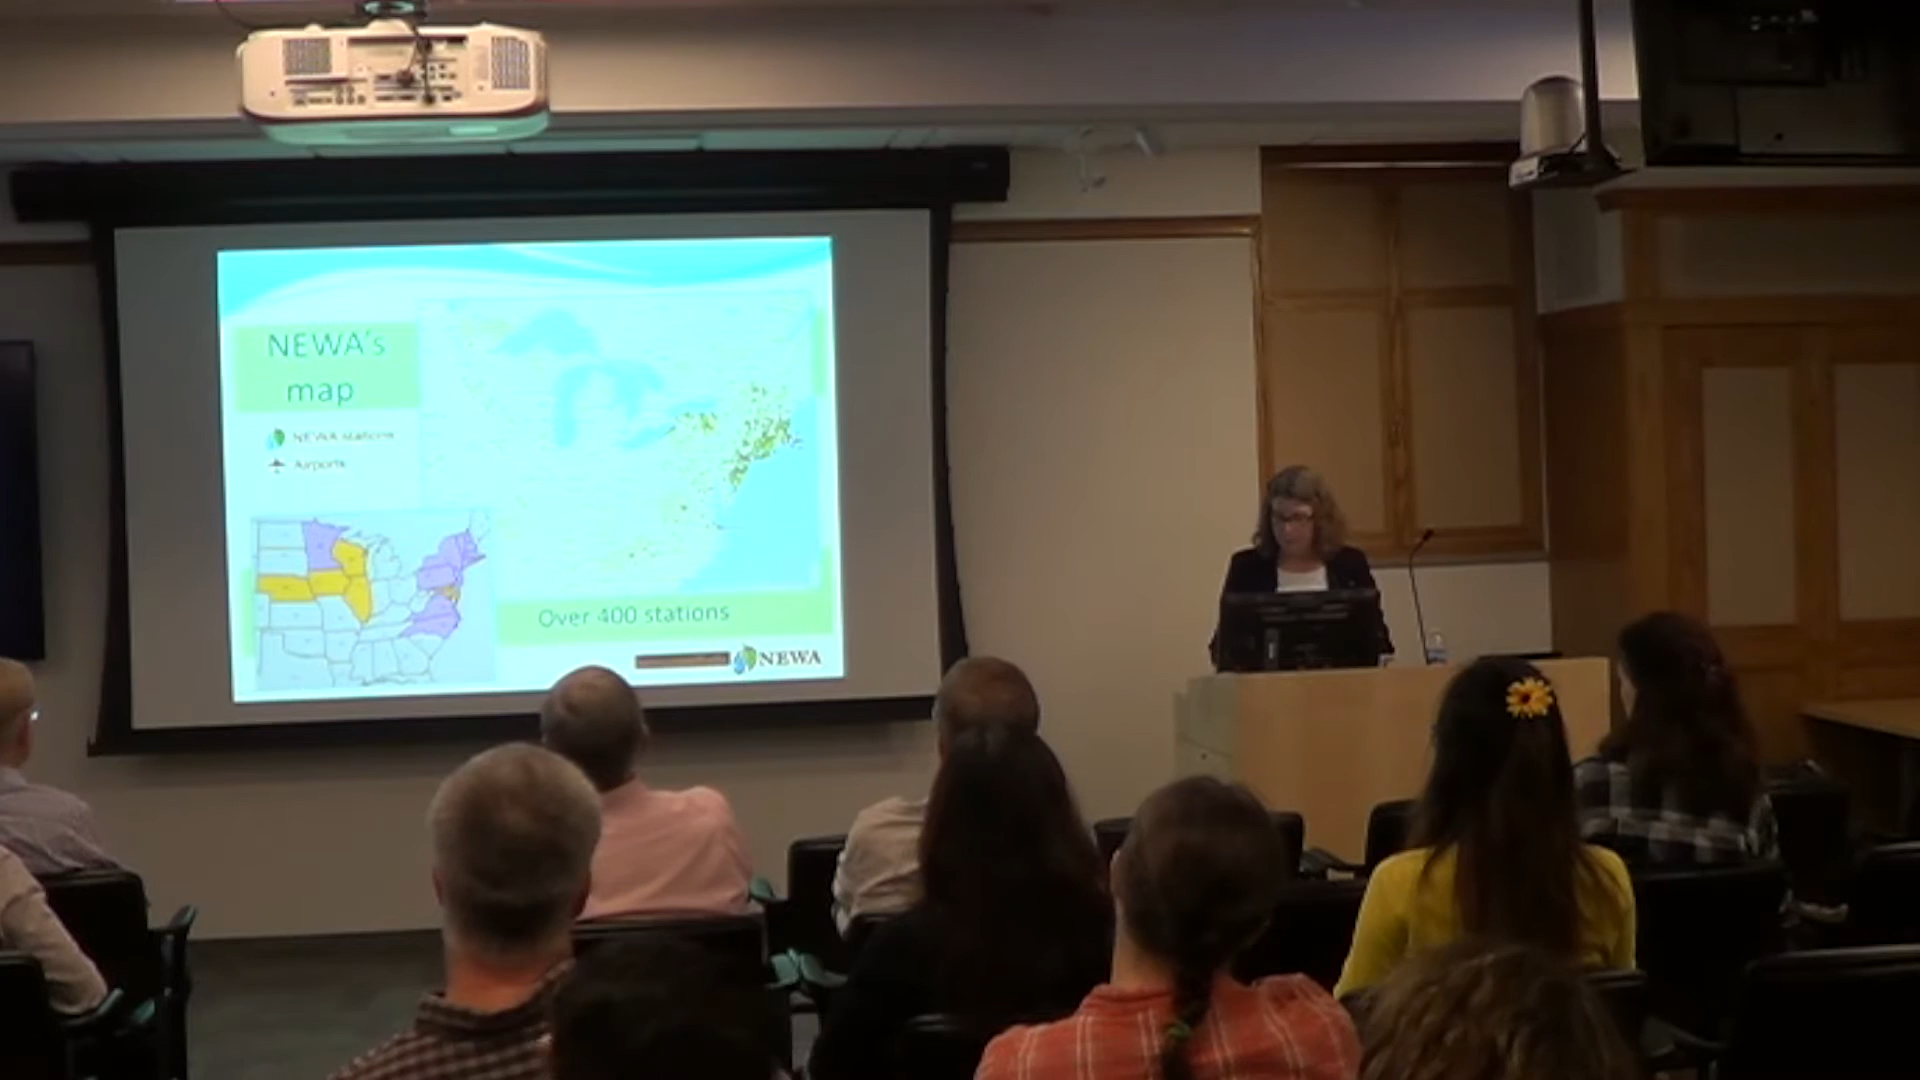 NEWA's
map
NEWA stations
Airports
Over 400 stations
NEWA